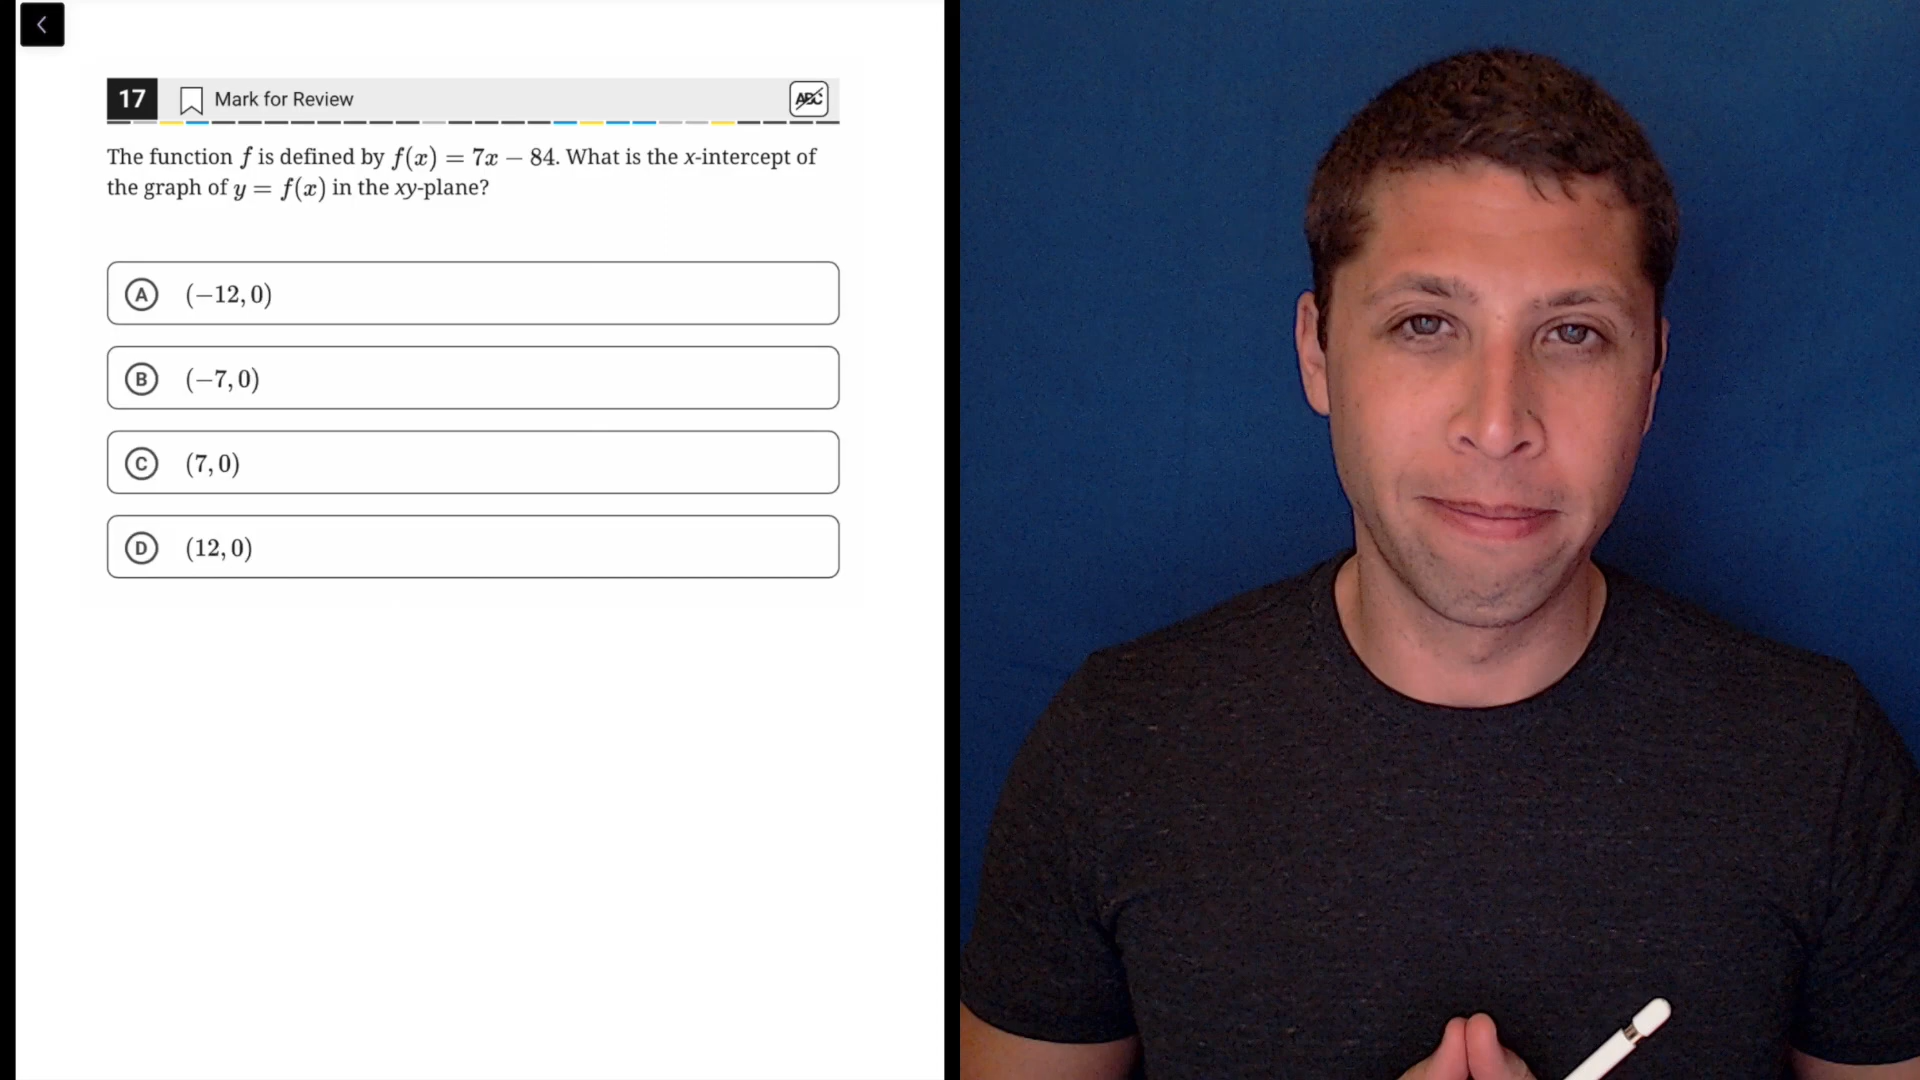 17 Mark for Review ABC
The function f is defined by f(x) = 7x − 84. What is the x-intercept of
the graph of y = f(x) in the xy-plane?
A (−12, 0)
B (−7, 0)
C (7, 0)
D (12, 0)